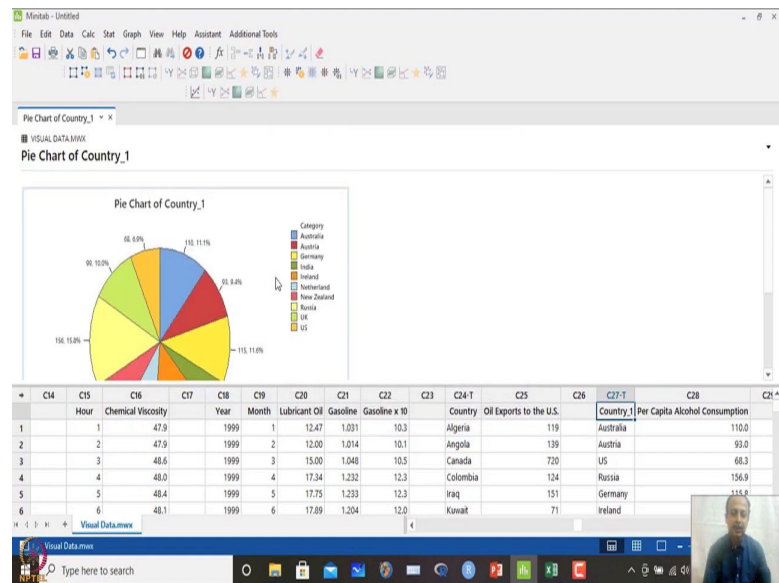 Minitab - Untitled
File Edit Data Calc Stat Graph View Help Assistant Additional Tools
Pie Chart of Country_1
VISUAL DATA.MWX
Pie Chart of Country_1
Pie Chart of Country_1
Category
Australia
Austria
Germany
India
Ireland
Netherland
New Zealand
Russia
UK
US
68, 6.9%
110, 11.1%
99, 10.0%
93, 9.4%
156, 15.8%
115, 11.6%
C14 C15 C16 C17 C18 C19 C20 C21 C22 C23 C24-T C25 C26 C27-T C28
Hour Chemical Viscosity Year Month Lubricant Oil Gasoline Gasoline x 10 Country Oil Exports to the U.S. Country_1 Per Capita Alcohol Consumption
1 1 47.9 1999 1 12.47 1.031 10.3 Algeria 119 Australia 110.0
2 2 47.9 1999 2 12.00 1.014 10.1 Angola 139 Austria 93.0
3 3 48.6 1999 3 15.00 1.048 10.5 Canada 720 US 68.3
4 4 48.0 1999 4 17.34 1.232 12.3 Colombia 124 Russia 156.9
5 5 48.4 1999 5 17.75 1.233 12.3 Iraq 151 Germany 115.8
6 6 48.1 1999 6 17.89 1.204 12.0 Kuwait 71 Ireland
Visual Data.mwx
Visual Data.mwx
Type here to search
NPTEL